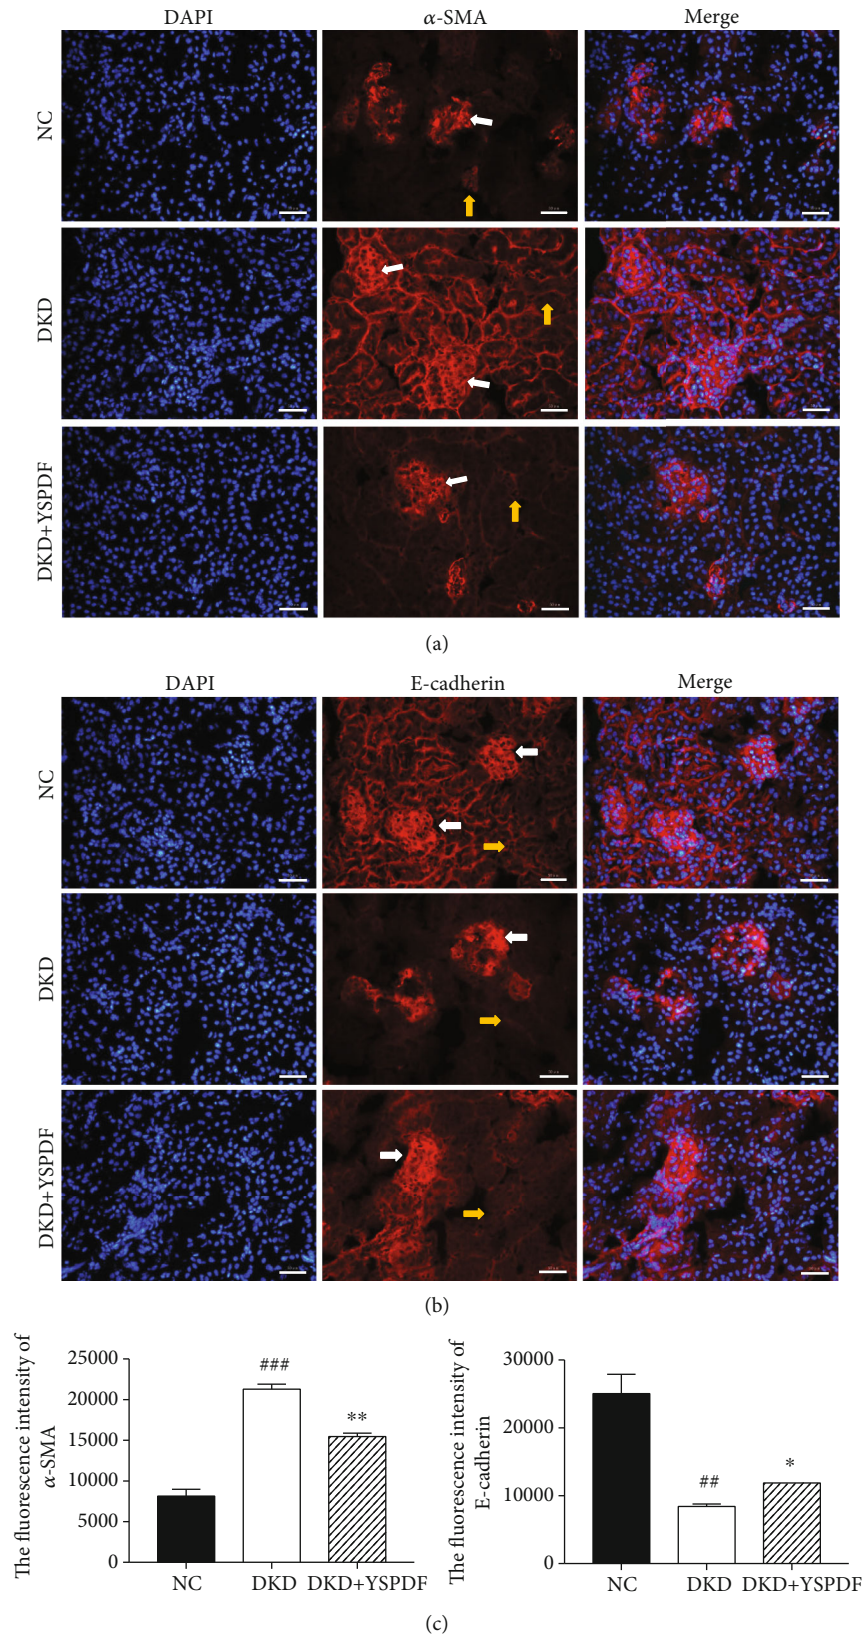 DAPI
α-SMA
Merge
NC
DKD
DKD+YSPDF
(a)
DAPI
E-cadherin
Merge
NC
DKD
DKD+YSPDF
(b)
The fluorescence intensity of
α-SMA
25000
20000
15000
10000
5000
0
###
**
NC
DKD
DKD+YSPDF
The fluorescence intensity of
E-cadherin
30000
20000
10000
0
##
*
NC
DKD
DKD+YSPDF
(c)